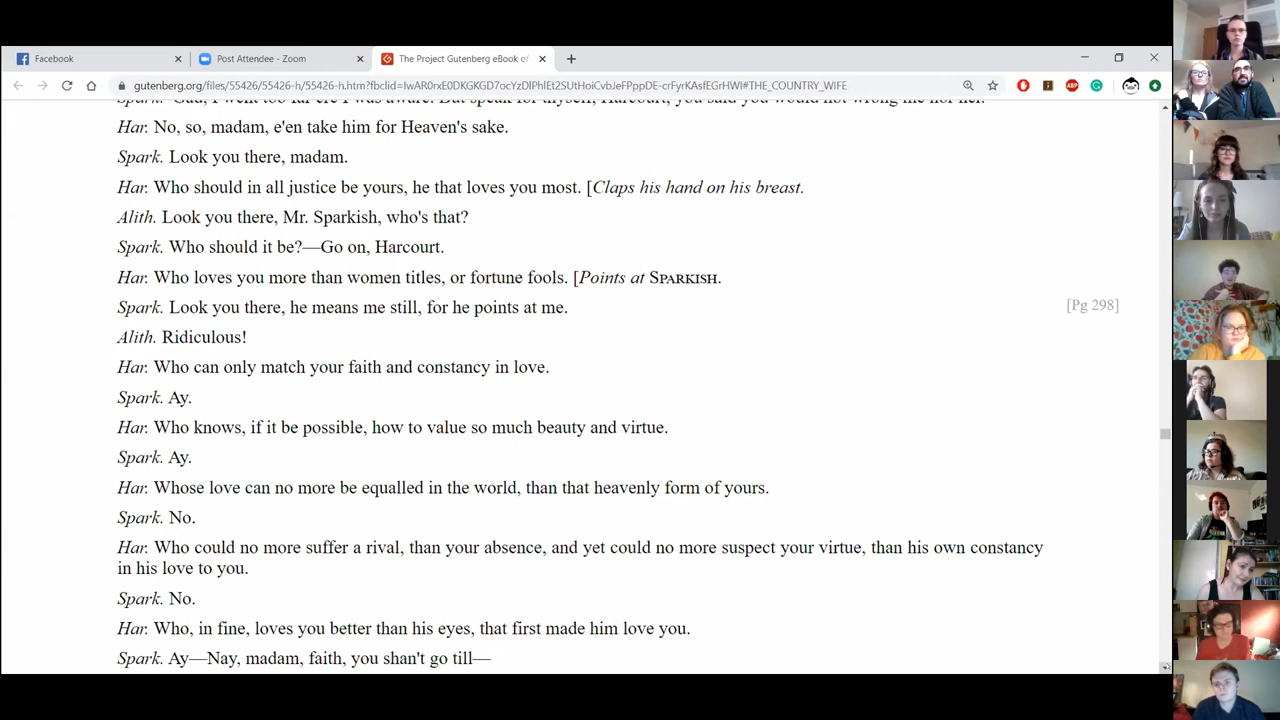 Facebook
Post Attendee - Zoom
The Project Gutenberg eBook of
gutenberg.org/files/55426/55426-h/55426-h.htm?fbclid=
#THE_COUNTRY_WIFE
Har. No, so, madam, e'en take him for Heaven's sake.
Spark. Look you there, madam.
Har. Who should in all justice be yours, he that loves you most. [Claps his hand on his breast.
Alith. Look you there, Mr. Sparkish, who's that?
Spark. Who should it be?—Go on, Harcourt.
Har. Who loves you more than women titles, or fortune fools. [Points at SPARKISH.
Spark. Look you there, he means me still, for he points at me.
[Pg 298]
Alith. Ridiculous!
Har. Who can only match your faith and constancy in love.
Spark. Ay.
Har. Who knows, if it be possible, how to value so much beauty and virtue.
Spark. Ay.
Har. Whose love can no more be equalled in the world, than that heavenly form of yours.
Spark. No.
Har. Who could no more suffer a rival, than your absence, and yet could no more suspect your virtue, than his own constancy
in his love to you.
Spark. No.
Har. Who, in fine, loves you better than his eyes, that first made him love you.
Spark. Ay—Nay, madam, faith, you shan't go till—